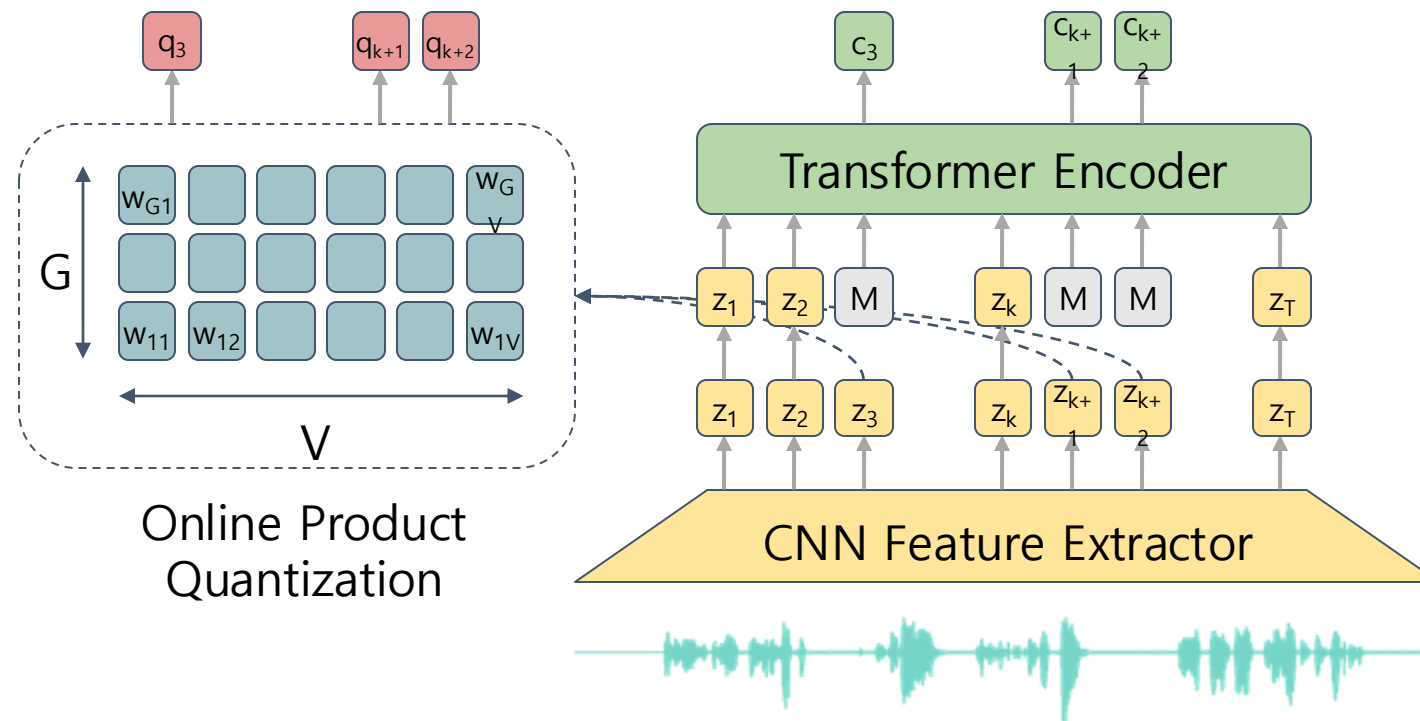 q3
qk+1
qk+2
c3
ck+1
ck+2
Transformer Encoder
wG1
wGV
G
w11
w12
w1V
V
z1
z2
M
zk
M
M
zT
z1
z2
z3
zk
zk+1
zk+2
zT
Online Product
Quantization
CNN Feature Extractor